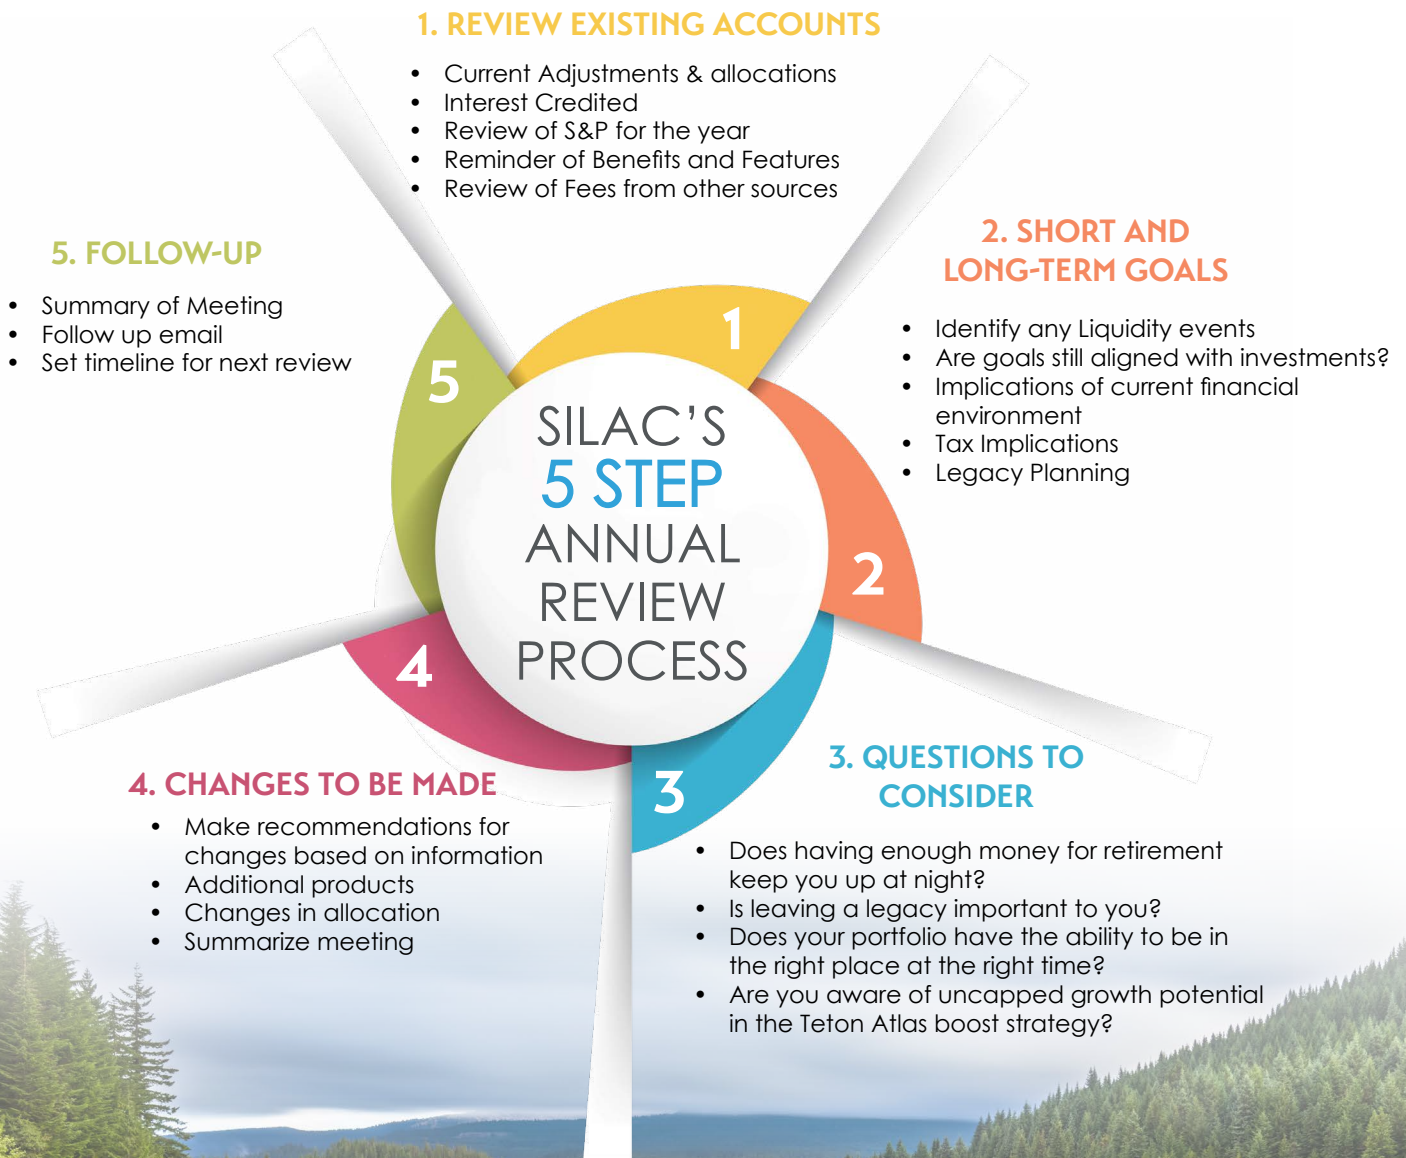 1. REVIEW EXISTING ACCOUNTS
• Current Adjustments & allocations
• Interest Credited
• Review of S&P for the year
• Reminder of Benefits and Features
• Review of Fees from other sources
2. SHORT AND
LONG-TERM GOALS
• Identify any Liquidity events
• Are goals still aligned with investments?
• Implications of current financial
environment
• Tax Implications
• Legacy Planning
3. QUESTIONS TO
CONSIDER
• Does having enough money for retirement
keep you up at night?
• Is leaving a legacy important to you?
• Does your portfolio have the ability to be in
the right place at the right time?
• Are you aware of uncapped growth potential
in the Teton Atlas boost strategy?
4. CHANGES TO BE MADE
• Make recommendations for
changes based on information
• Additional products
• Changes in allocation
• Summarize meeting
5. FOLLOW-UP
• Summary of Meeting
• Follow up email
• Set timeline for next review
1
2
3
4
5
SILAC'S
5 STEP
ANNUAL
REVIEW
PROCESS